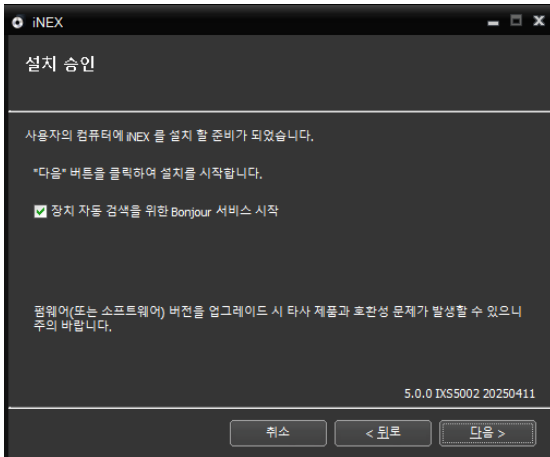 iNEX
설치 승인
사용자의 컴퓨터에 iNEX 를 설치 할 준비가 되었습니다.
"다음" 버튼을 클릭하여 설치를 시작합니다.
장치 자동 검색을 위한 Bonjour 서비스 시작
펌웨어(또는 소프트웨어) 버전을 업그레이드 시 타사 제품과 호환성 문제가 발생할 수 있으니
주의 바랍니다.
5.0.0 IXS5002 20250411
취소 < 뒤로 다음 >